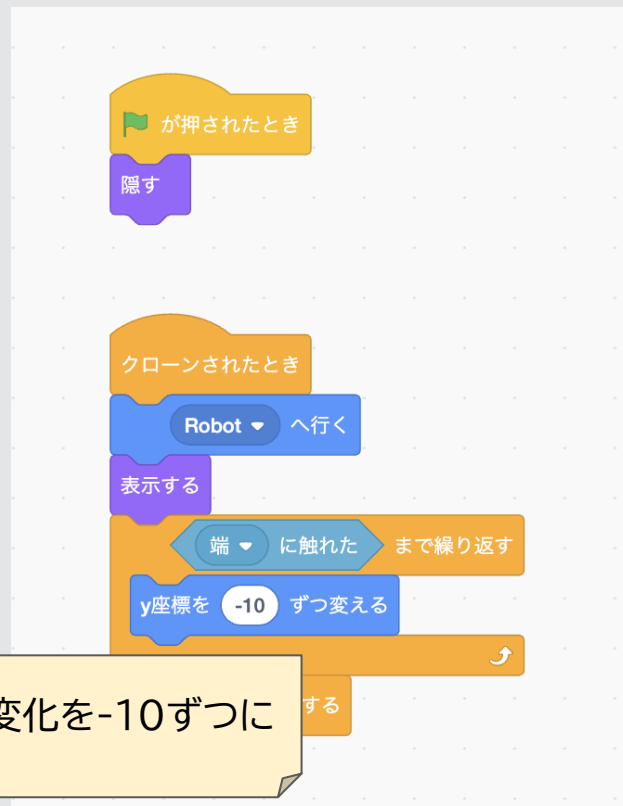 が押されたとき
隠す
クローンされたとき
Robot へ行く
表示する
端 に触れた まで繰り返す
y座標を -10 ずつ変える
する
変化を-10ずつに